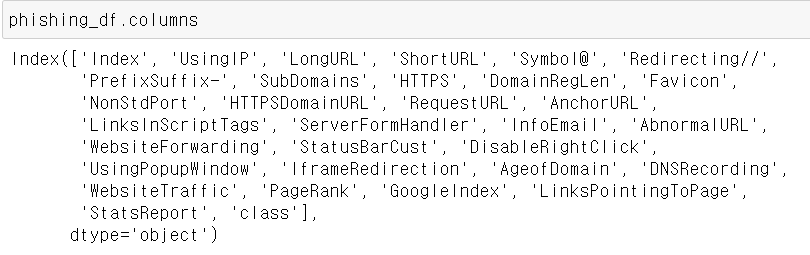 phishing_df.columns
Index(['Index', 'UsingIP', 'LongURL', 'ShortURL', 'Symbol@', 'Redirecting//',
'PrefixSuffix-', 'SubDomains', 'HTTPS', 'DomainRegLen', 'Favicon',
'NonStdPort', 'HTTPSDomainURL', 'RequestURL', 'AnchorURL',
'LinksInScriptTags', 'ServerFormHandler', 'InfoEmail', 'AbnormalURL',
'WebsiteForwarding', 'StatusBarCust', 'DisableRightClick',
'UsingPopupWindow', 'IframeRedirection', 'AgeofDomain', 'DNSRecording',
'WebsiteTraffic', 'PageRank', 'GoogleIndex', 'LinksPointingToPage',
'StatsReport', 'class'],
dtype='object')